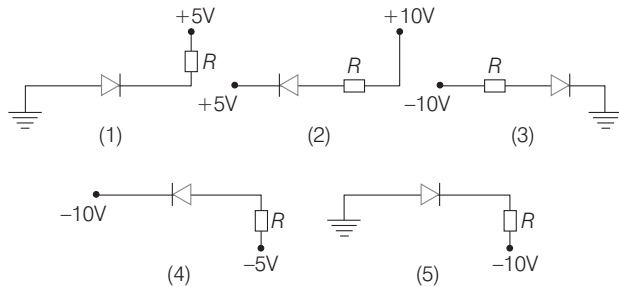 +5V
R
(1)
+10V
R
+5V
(2)
R
–10V
(3)
–10V
R
–5V
(4)
R
–10V
(5)